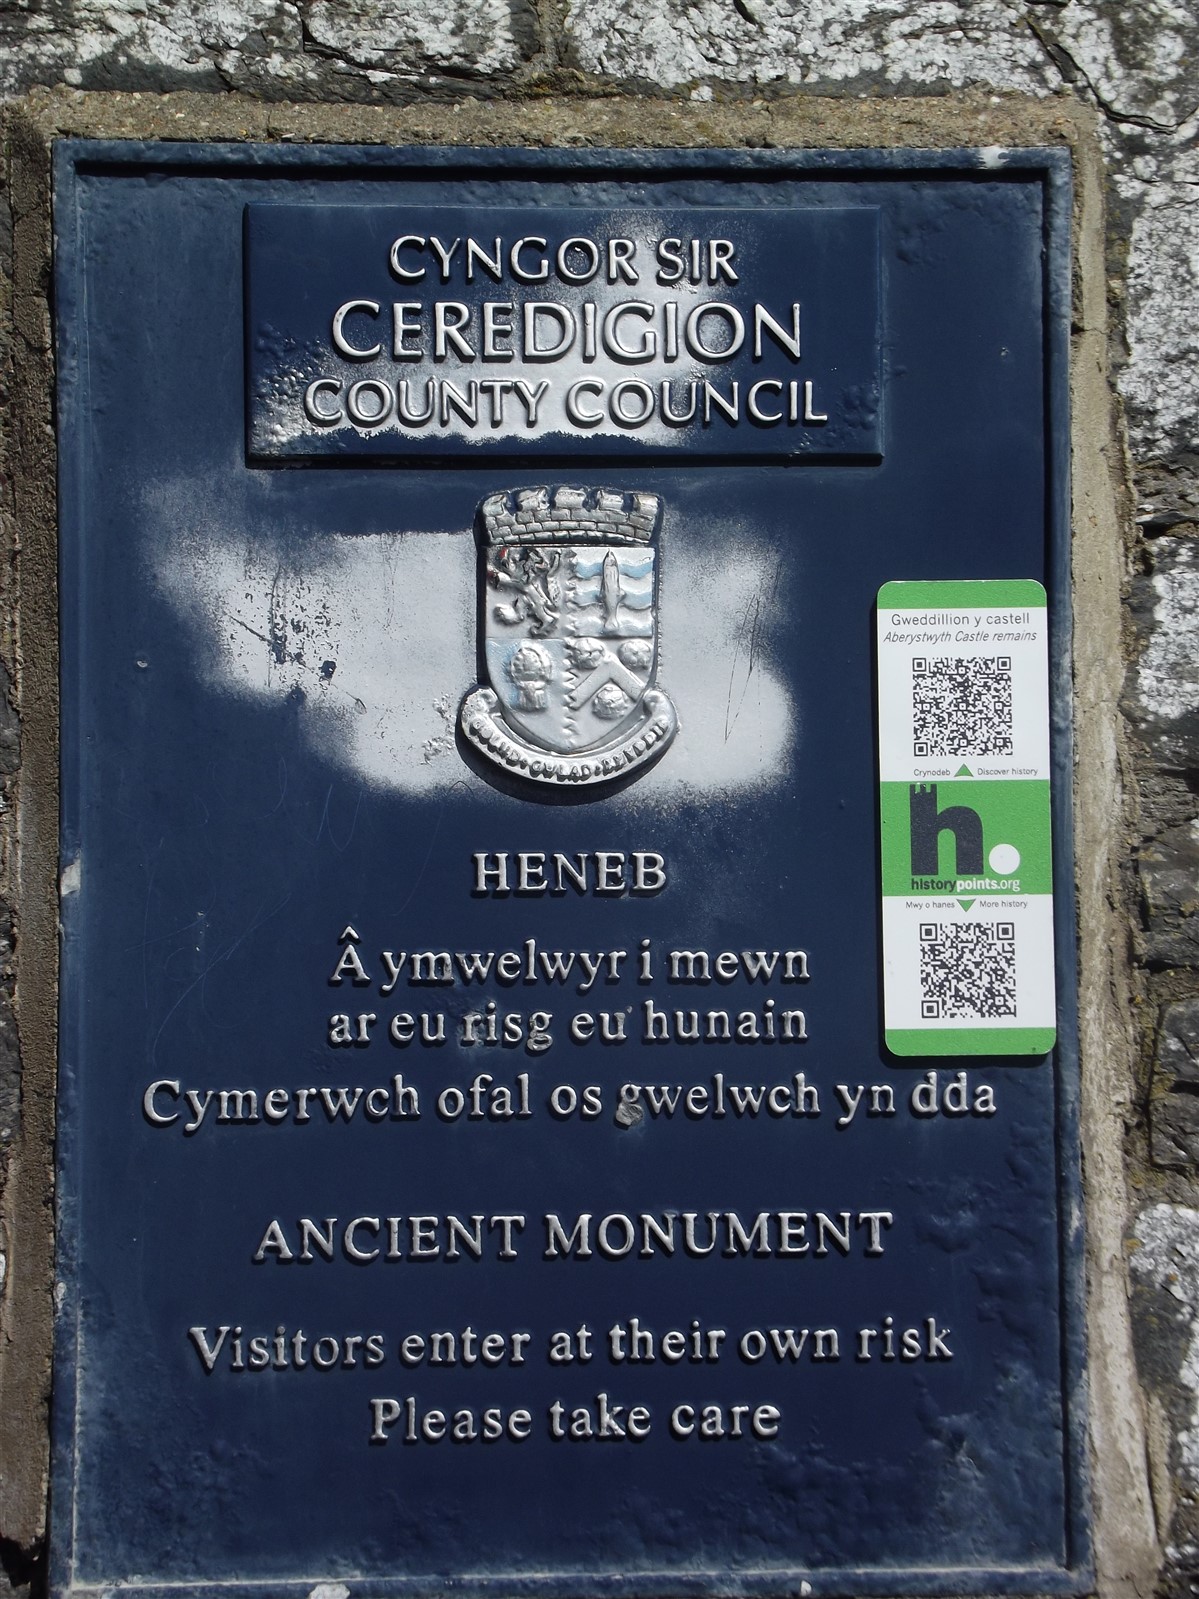 CYNGOR SIR
CEREDIGION
COUNTY COUNCIL
GWLAD
HENEB
Â ymwelwyr i mewn
ar eu risg eu hunain
Cymerwch ofal os gwelwch yn dda
ANCIENT MONUMENT
Visitors enter at their own risk
Please take care
Gweddillion y castell
Aberystwyth Castle remains
Crynodeb Discover history
h.
historypoints.org
Mwy o hanes More history